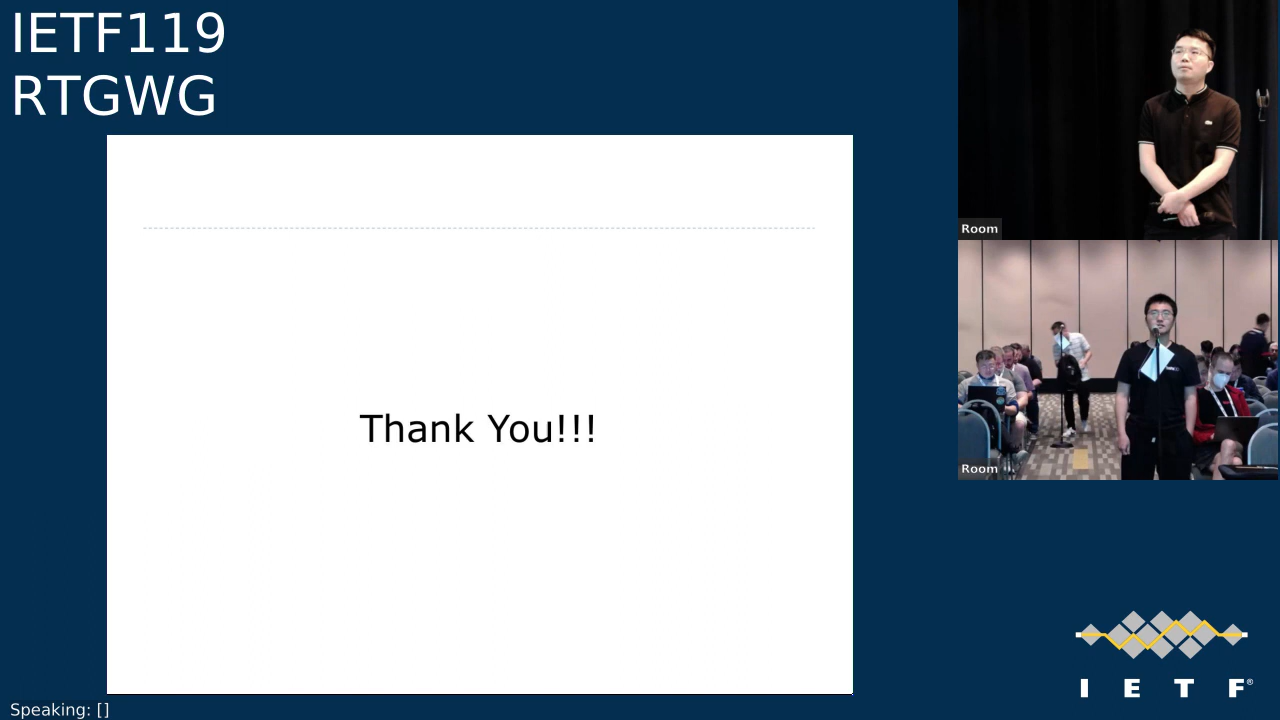 IETF119
RTGWG
Thank You!!!
Room
Room
I E T F®
Speaking: []